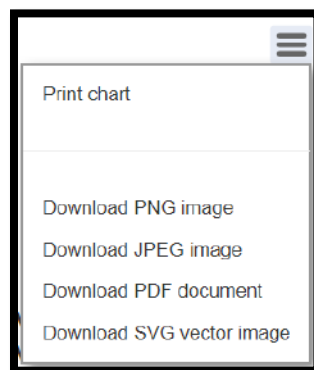 Print chart
Download PNG image
Download JPEG image
Download PDF document
Download SVG vector image